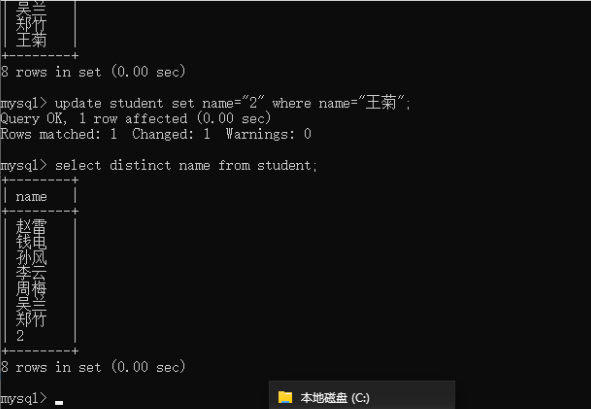 | 吴兰   |
| 郑竹   |
| 王菊   |
+--------+
8 rows in set (0.00 sec)
mysql> update student set name="2" where name="王菊";
Query OK, 1 row affected (0.00 sec)
Rows matched: 1  Changed: 1  Warnings: 0
mysql> select distinct name from student;
+--------+
| name   |
+--------+
| 赵雷   |
| 钱电   |
| 孙风   |
| 李云   |
| 周梅   |
| 吴兰   |
| 郑竹   |
| 2      |
+--------+
8 rows in set (0.00 sec)
mysql>
本地磁盘 (C:)